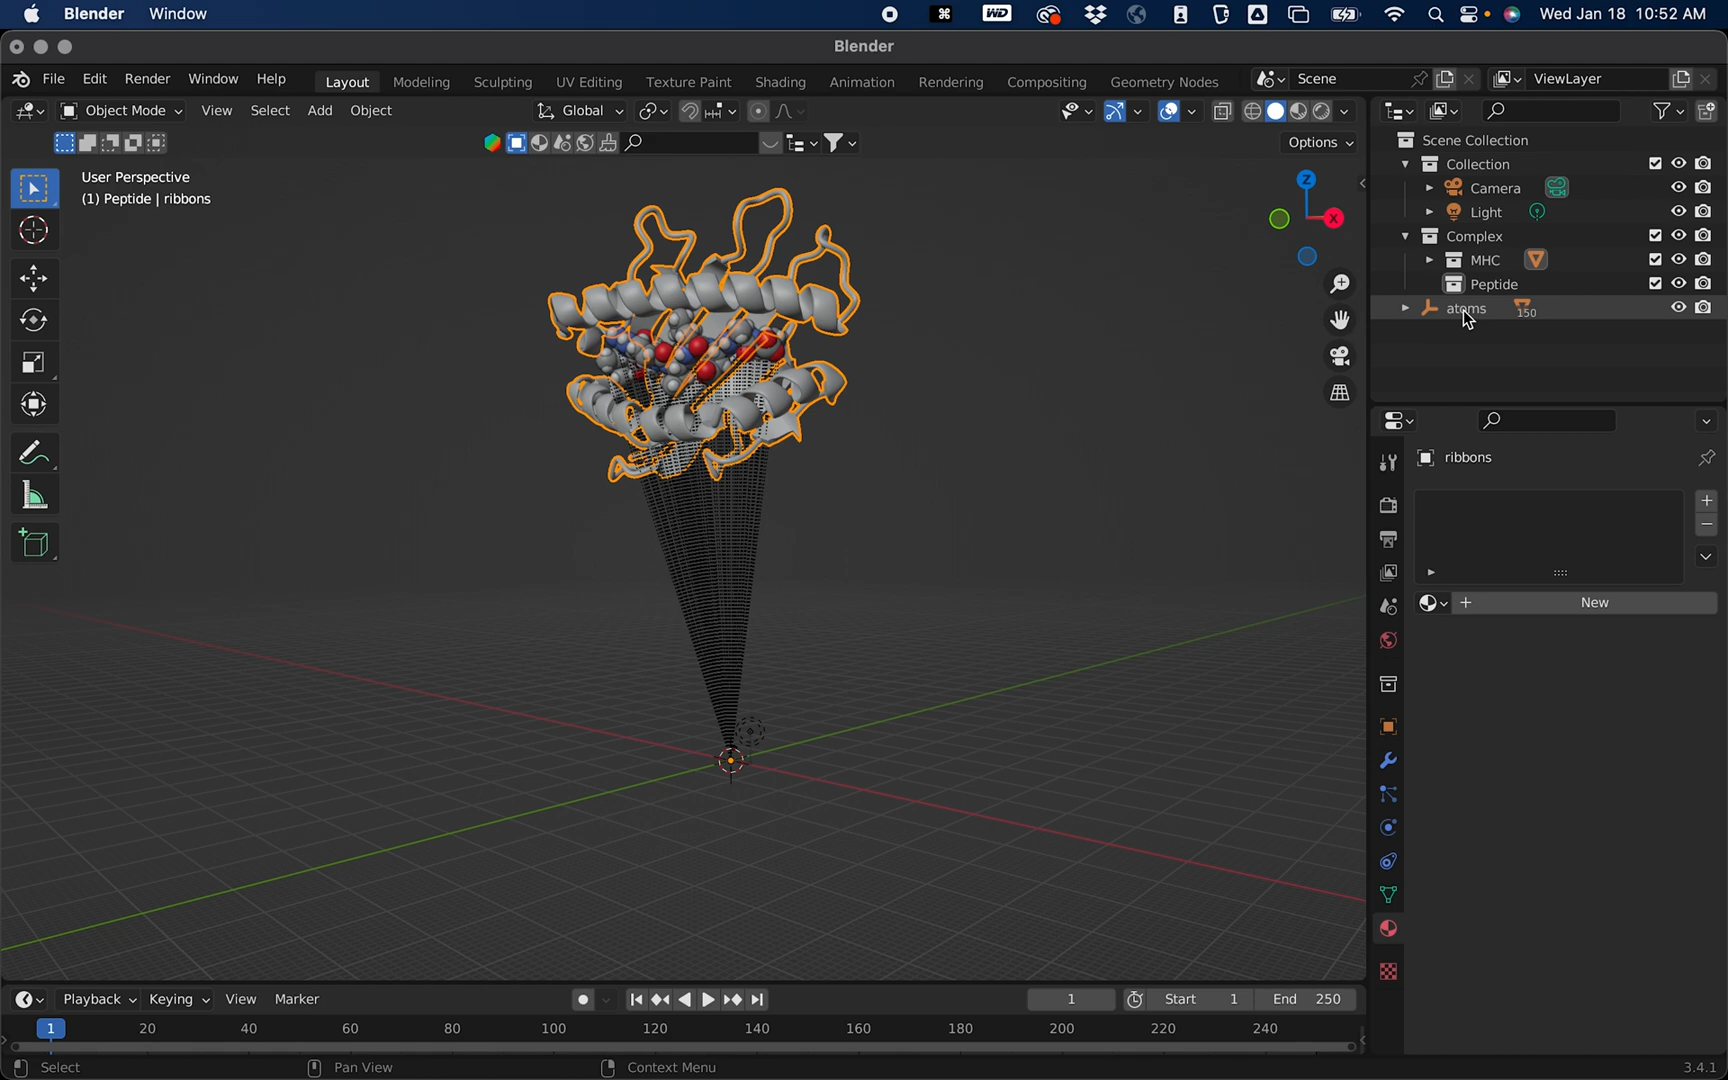 Blender Window Wed Jan 18 10:52 AM
Blender
File Edit Render Window Help Layout Modeling Sculpting UV Editing Texture Paint Shading Animation Rendering Compositing Geometry Nodes Scene ViewLayer
Object Mode View Select Add Object Global
Options
User Perspective
(1) Peptide | ribbons
Z
X
Scene Collection
Collection
Camera
Light
Complex
MHC
Peptide
atoms 150
ribbons
New
Playback Keying View Marker 1 Start 1 End 250
1 20 40 60 80 100 120 140 160 180 200 220 240
Select Pan View Context Menu 3.4.1